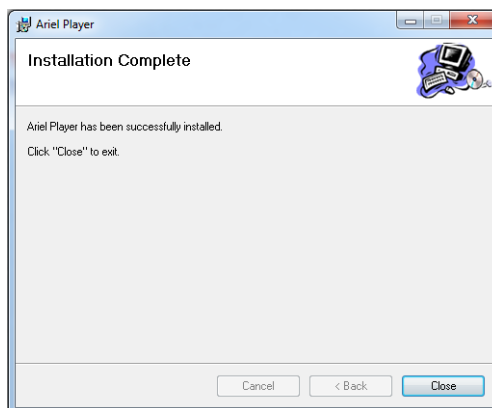 Ariel Player
Installation Complete
Ariel Player has been successfully installed.
Click "Close" to exit.
Cancel
< Back
Close